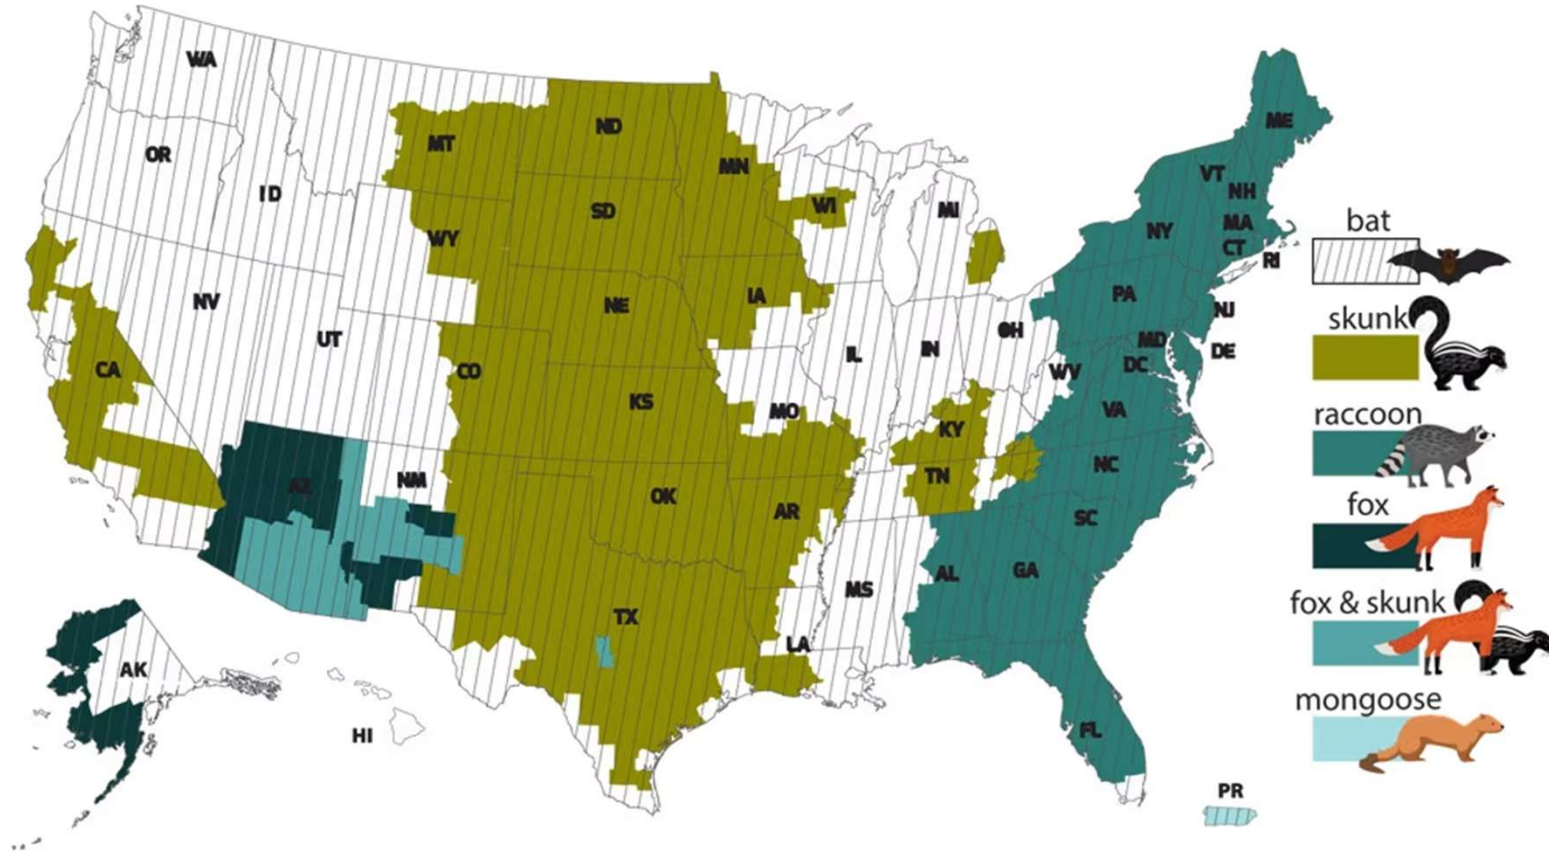 WA
MT
ND
MN
ME
OR
ID
VT
NH
WY
SD
WI
MI
NY
MA
CT
RI
NV
UT
NE
IA
PA
NJ
CA
CO
KS
MO
IL
IN
OH
WV
MD
DC
DE
VA
KY
AZ
NM
OK
AR
TN
NC
SC
TX
LA
MS
AL
GA
FL
AK
HI
PR
bat
skunk
raccoon
fox
fox & skunk
mongoose